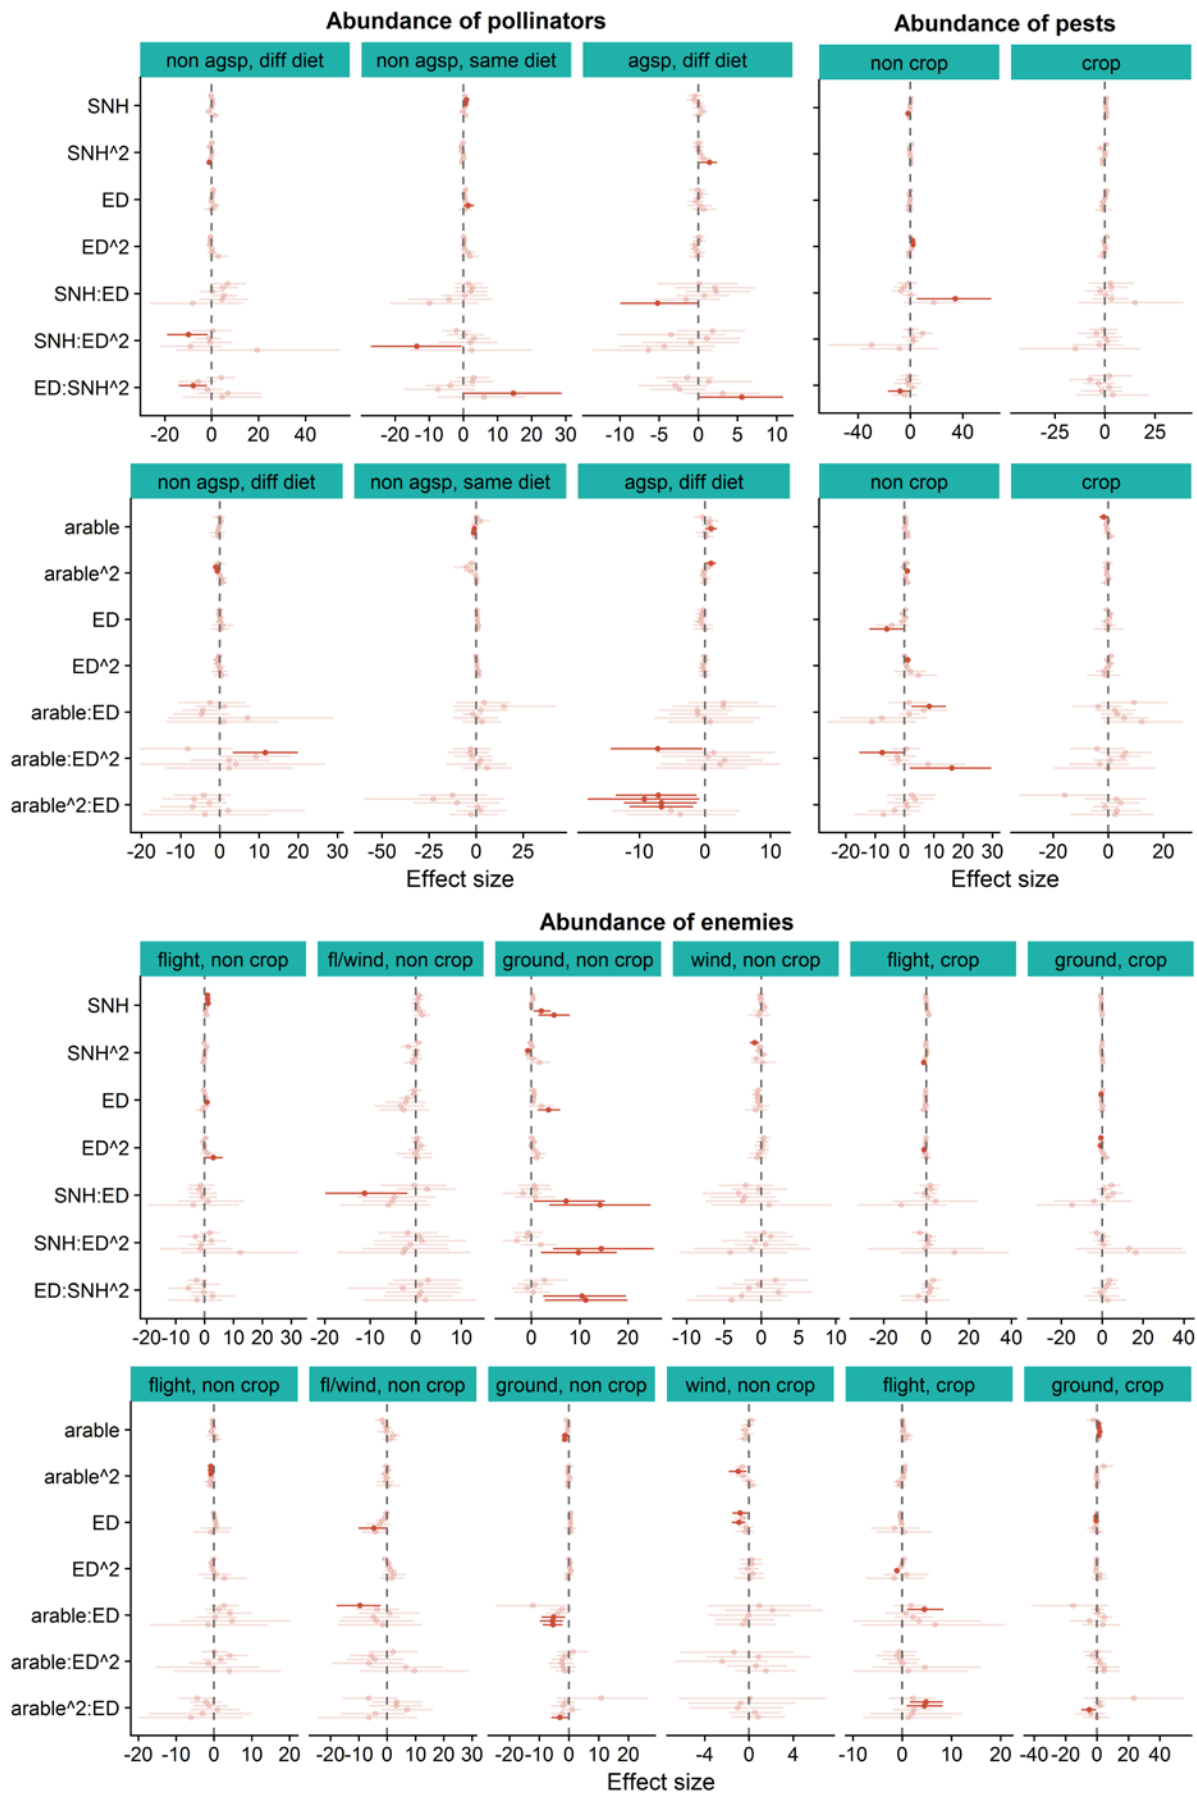 Abundance of pollinators
Abundance of pests
non agsp, diff diet non agsp, same diet agsp, diff diet non crop crop
SNH
SNH^2
ED
ED^2
SNH:ED
SNH:ED^2
ED:SNH^2
-20 0 20 40 -20 -10 0 10 20 30 -10 -5 0 5 10 -40 0 40 -25 0 25
non agsp, diff diet non agsp, same diet agsp, diff diet non crop crop
arable
arable^2
ED
ED^2
arable:ED
arable:ED^2
arable^2:ED
-20 -10 0 10 20 30 -50 -25 0 25 -10 0 10 -20 -10 0 10 20 30 -20 0 20
Effect size Effect size
Abundance of enemies
flight, non crop fl/wind, non crop ground, non crop wind, non crop flight, crop ground, crop
SNH
SNH^2
ED
ED^2
SNH:ED
SNH:ED^2
ED:SNH^2
-20 -10 0 10 20 30 -20 -10 0 10 0 10 20 -10 -5 0 5 10 -20 0 20 40 -20 0 20 40
flight, non crop fl/wind, non crop ground, non crop wind, non crop flight, crop ground, crop
arable
arable^2
ED
ED^2
arable:ED
arable:ED^2
arable^2:ED
-20 -10 0 10 20 -20 -10 0 10 20 30 -20 -10 0 10 20 -4 0 4 -10 0 10 20 -40 -20 0 20 40
Effect size